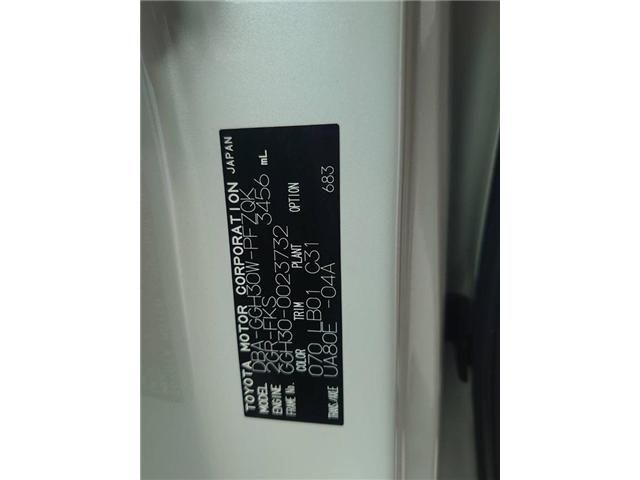 TOYOTA MOTOR CORPORATION JAPAN
MODEL DBA-GGH30W-PFZQK
ENGINE 2GR-FKS 3456 mL
FRAME No. GGH30-0023732
COLOR TRIM PLANT OPTION
070 LB01 C31 683
TRANS/AXLE UA80E -04A